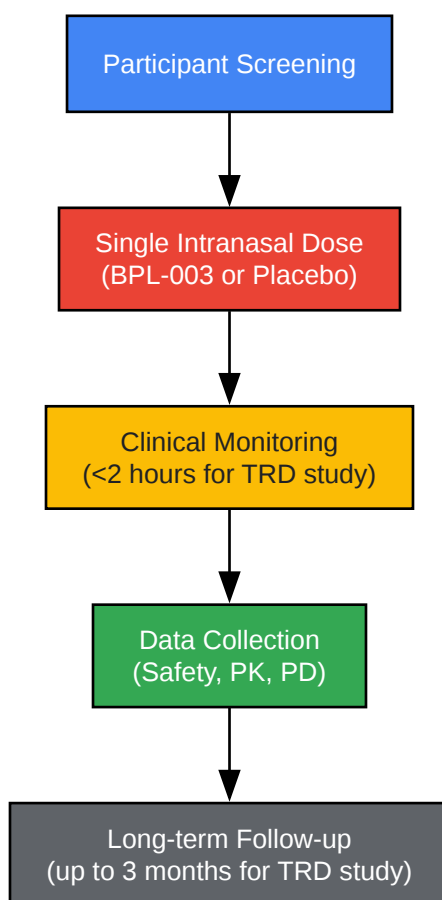 Participant Screening
Single Intranasal Dose
(BPL-003 or Placebo)
Clinical Monitoring
(<2 hours for TRD study)
Data Collection
(Safety, PK, PD)
Long-term Follow-up
(up to 3 months for TRD study)